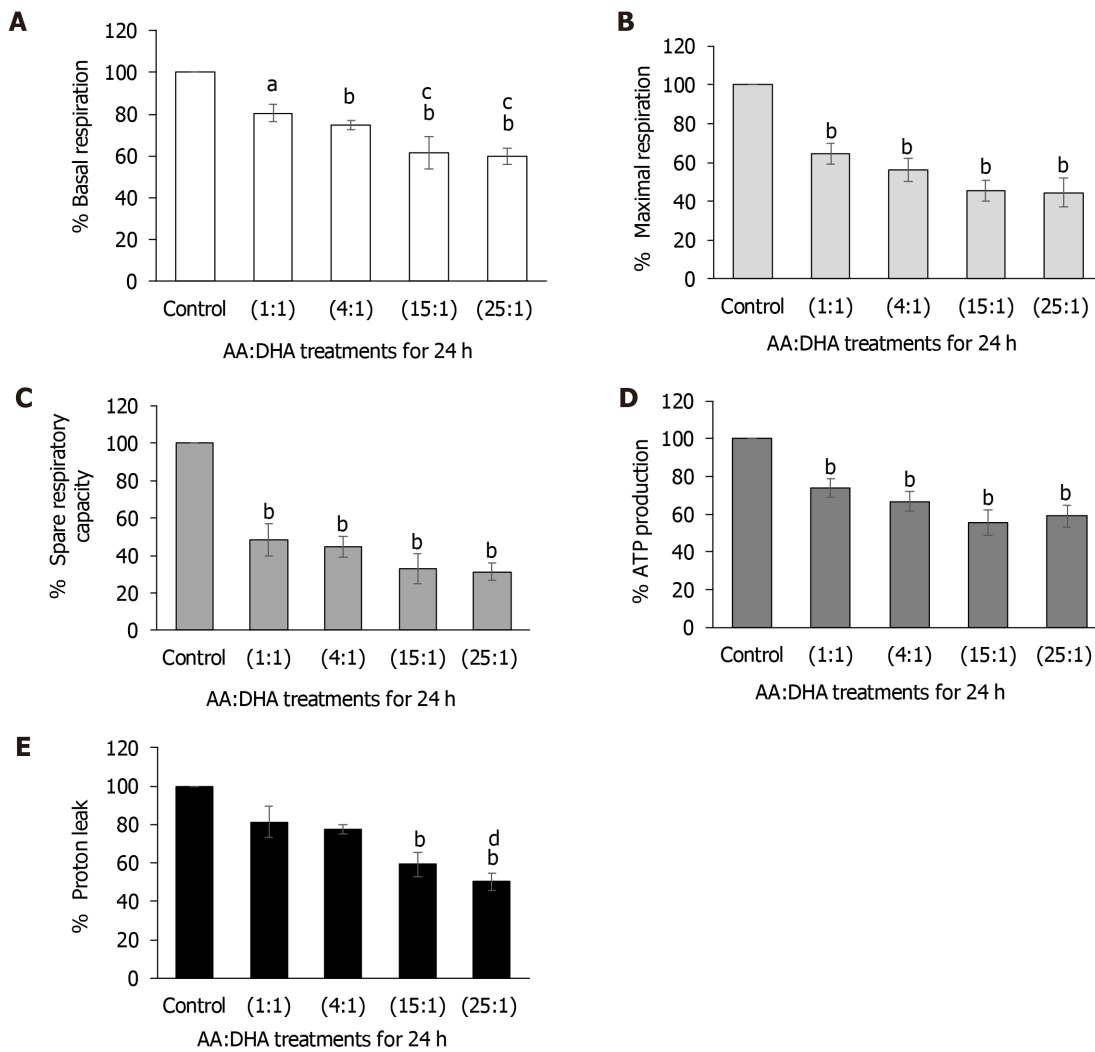 A
% Basal respiration
120
100
80
60
40
20
0
a
b
c
b
c
b
Control (1:1) (4:1) (15:1) (25:1)
AA:DHA treatments for 24 h
B
% Maximal respiration
120
100
80
60
40
20
0
b
b
b
b
Control (1:1) (4:1) (15:1) (25:1)
AA:DHA treatments for 24 h
C
% Spare respiratory
capacity
120
100
80
60
40
20
0
b
b
b
b
Control (1:1) (4:1) (15:1) (25:1)
AA:DHA treatments for 24 h
D
% ATP production
120
100
80
60
40
20
0
b
b
b
b
Control (1:1) (4:1) (15:1) (25:1)
AA:DHA treatments for 24 h
E
% Proton leak
120
100
80
60
40
20
0
b
d
b
Control (1:1) (4:1) (15:1) (25:1)
AA:DHA treatments for 24 h